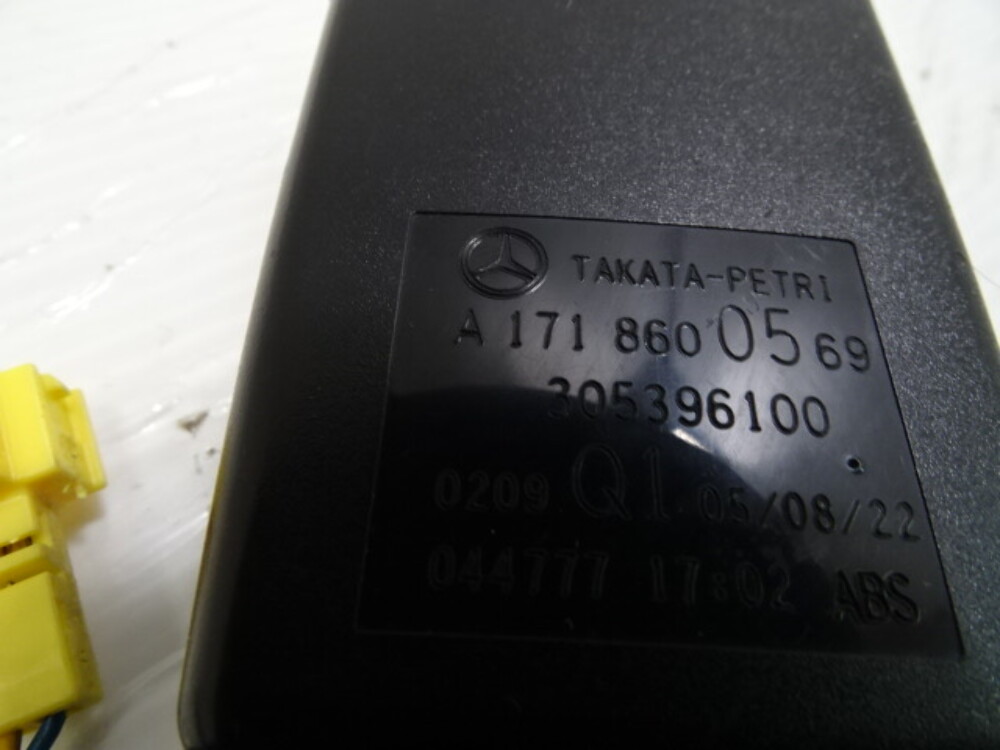 TAKATA-PETRI
A 171 860 05 69
305396100
0209 Q1 05/08/22
044777 17:02 ABS